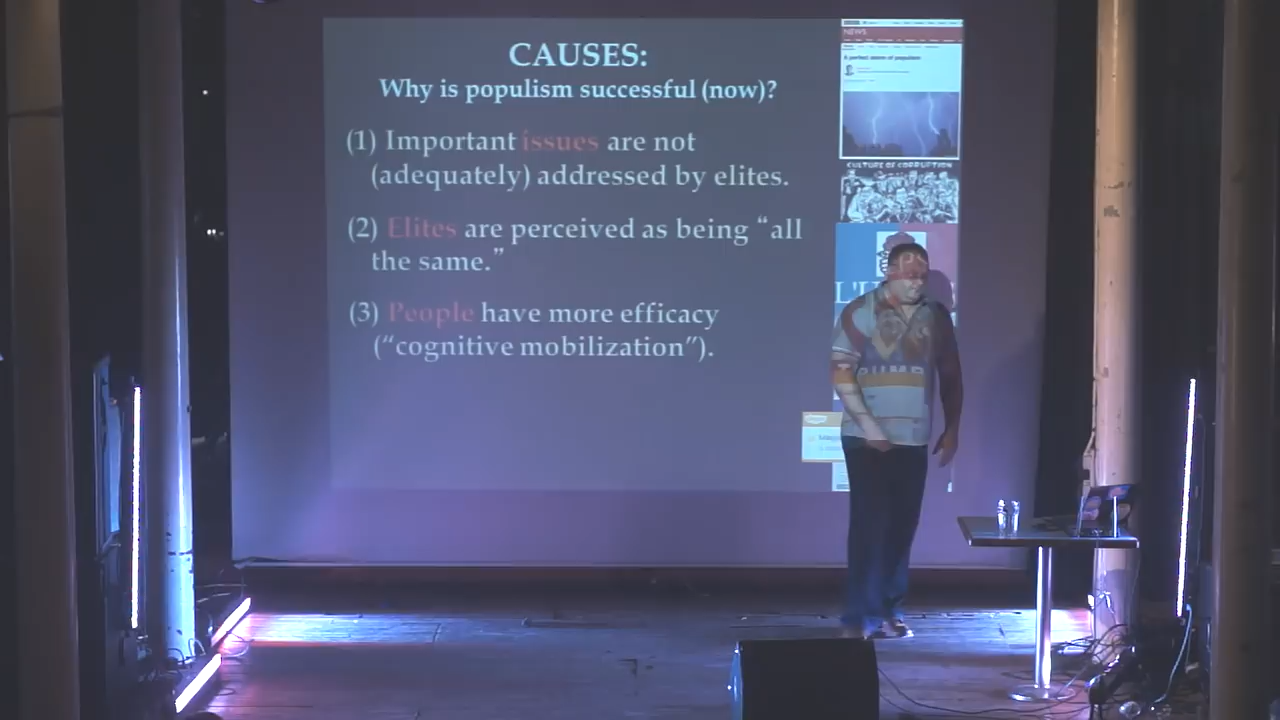 CAUSES:
Why is populism successful (now)?
(1) Important issues are not
(adequately) addressed by elites.
(2) Elites are perceived as being “all
the same.”
(3) People have more efficacy
(“cognitive mobilization”).
NEWS
A perfect storm of populism
CULTURE OF CORRUPTION